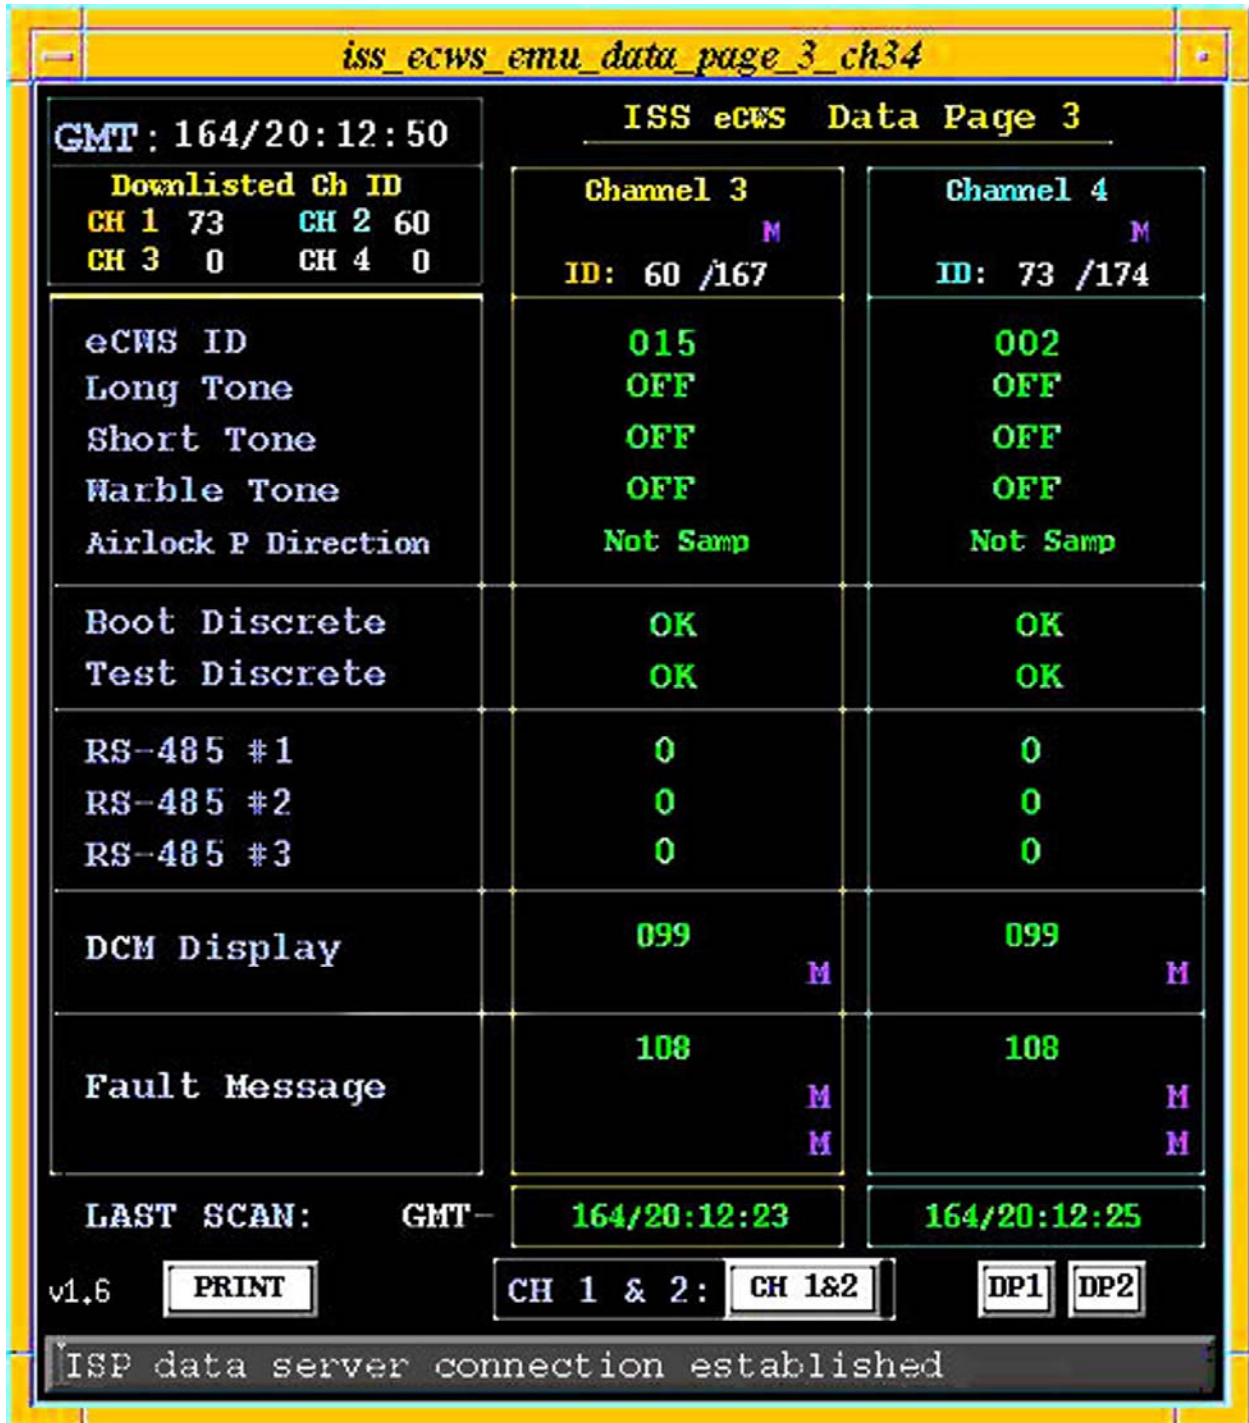 iss_ecws_emu_data_page_3_ch34
GMT: 164/20:12:50
ISS eCWS Data Page 3
Downlisted Ch ID
CH 1 73 CH 2 60
CH 3 0 CH 4 0
Channel 3 Channel 4
M M
ID: 60 /167 ID: 73 /174
eCWS ID 015 002
Long Tone OFF OFF
Short Tone OFF OFF
Warble Tone OFF OFF
Airlock P Direction Not Samp Not Samp
Boot Discrete OK OK
Test Discrete OK OK
RS-485 #1 0 0
RS-485 #2 0 0
RS-485 #3 0 0
DCM Display 099 099
M M
Fault Message 108 108
M M
M M
LAST SCAN: GMT- 164/20:12:23 164/20:12:25
v1.6 PRINT CH 1 & 2: CH 1&2 DP1 DP2
ISP data server connection established